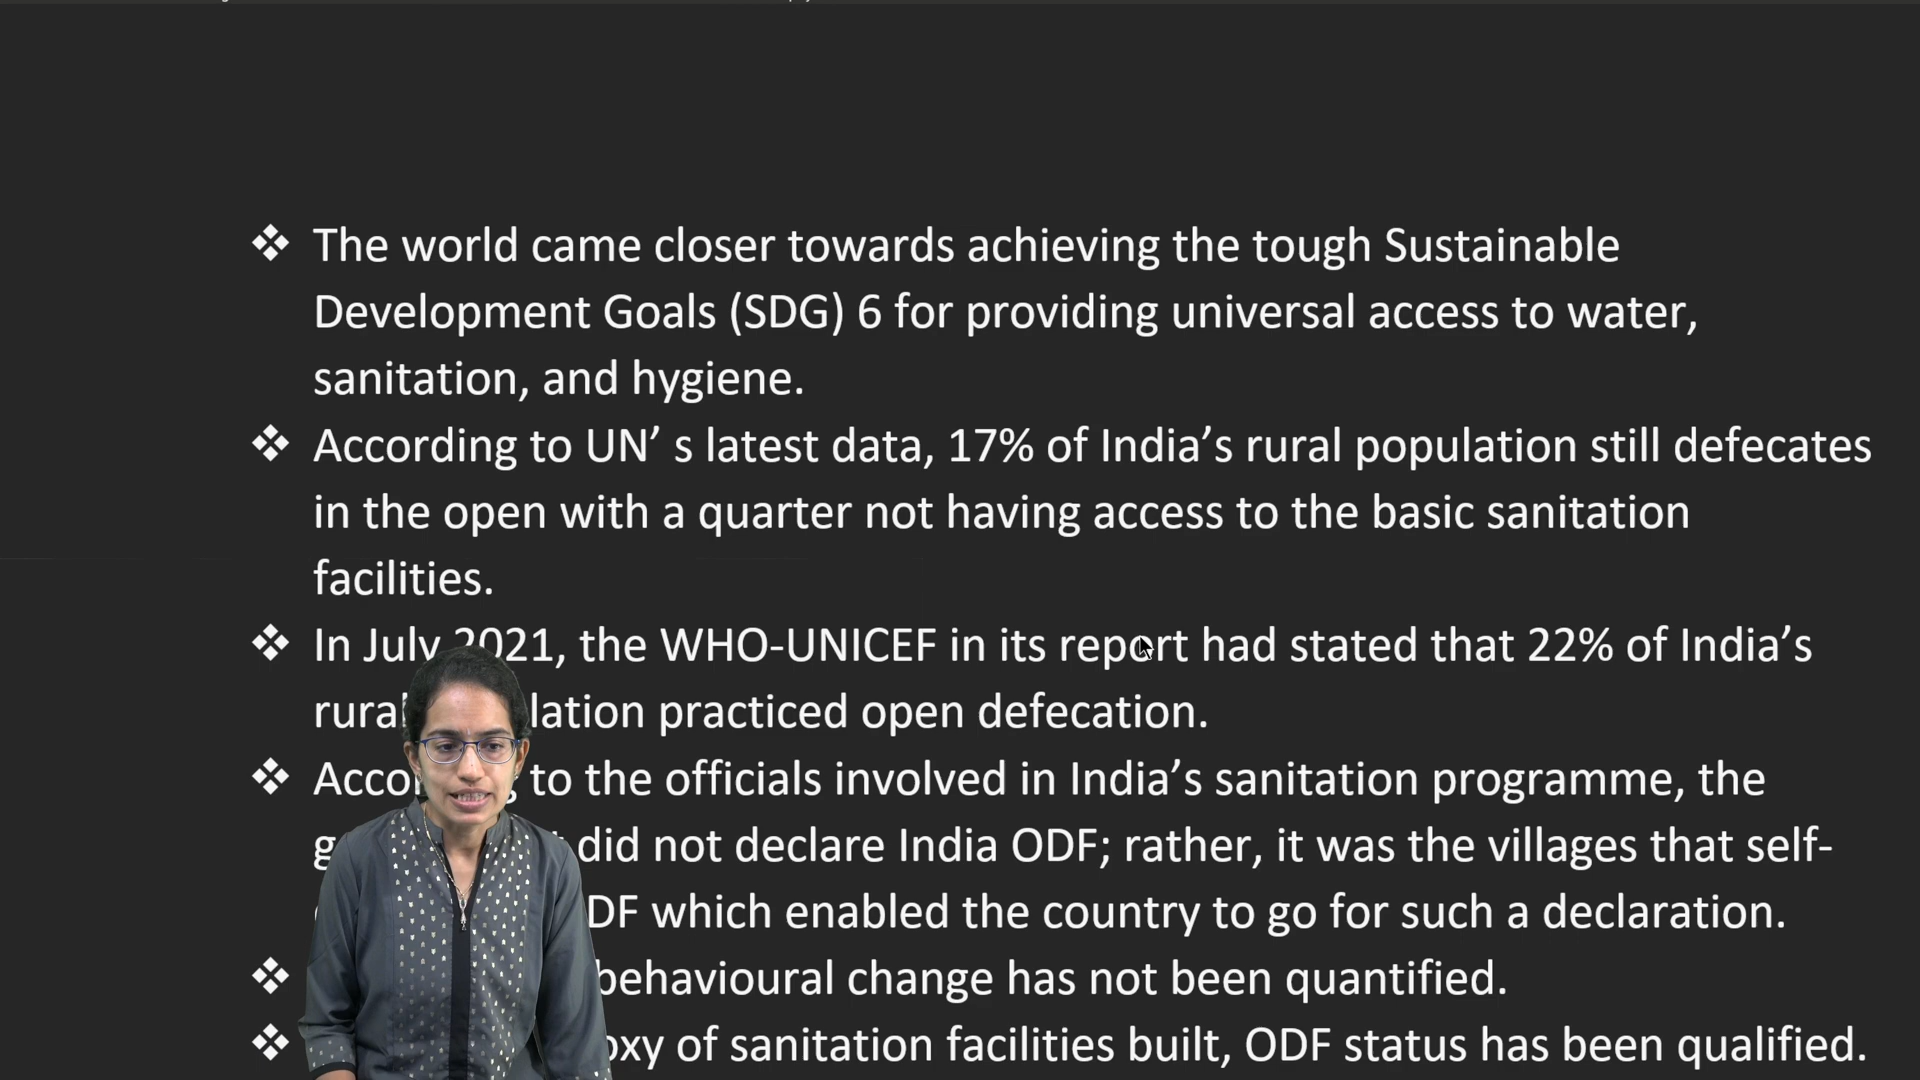 ❖ The world came closer towards achieving the tough Sustainable
Development Goals (SDG) 6 for providing universal access to water,
sanitation, and hygiene.
❖ According to UN’ s latest data, 17% of India’s rural population still defecates
in the open with a quarter not having access to the basic sanitation
facilities.
❖ In July 2021, the WHO-UNICEF in its report had stated that 22% of India’s
practiced open defecation.
❖ to the officials involved in India’s sanitation programme, the
did not declare India ODF; rather, it was the villages that self-
which enabled the country to go for such a declaration.
❖ behavioural change has not been quantified.
❖ of sanitation facilities built, ODF status has been qualified.